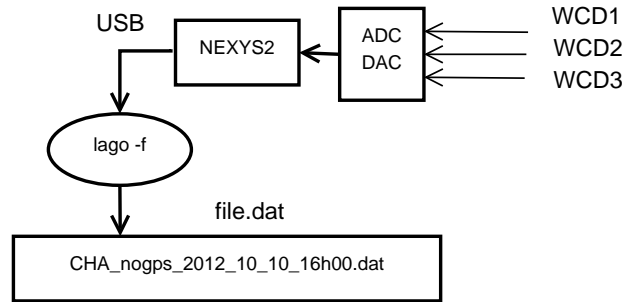 USB
NEXYS2
ADC
DAC
WCD1
WCD2
WCD3
lago -f
file.dat
CHA_nogps_2012_10_10_16h00.dat